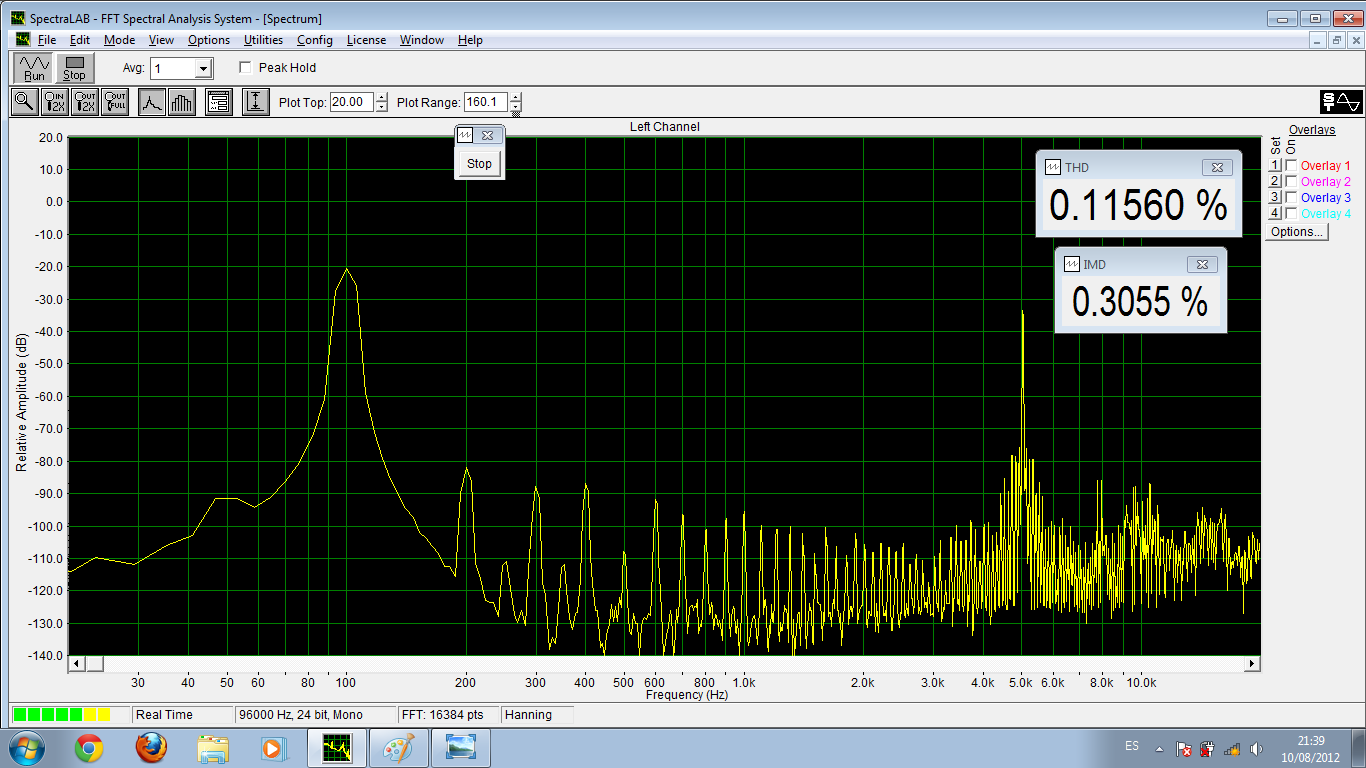 SpectraLAB - FFT Spectral Analysis System - [Spectrum]
File Edit Mode View Options Utilities Config License Window Help
Run Stop Avg: 1 Peak Hold
IN 2X OUT 2X OUT FULL Plot Top: 20.00 Plot Range: 160.1
Left Channel
Stop
THD
0.11560 %
IMD
0.3055 %
Overlays
Set On
1 Overlay 1
2 Overlay 2
3 Overlay 3
4 Overlay 4
Options...
Relative Amplitude (dB)
20.0
10.0
0.0
-10.0
-20.0
-30.0
-40.0
-50.0
-60.0
-70.0
-80.0
-90.0
-100.0
-110.0
-120.0
-130.0
-140.0
30 40 50 60 80 100 200 300 400 500 600 800 1.0k 2.0k 3.0k 4.0k 5.0k 6.0k 8.0k 10.0k
Frequency (Hz)
Real Time 96000 Hz, 24 bit, Mono FFT: 16384 pts Hanning
ES 21:39
10/08/2012